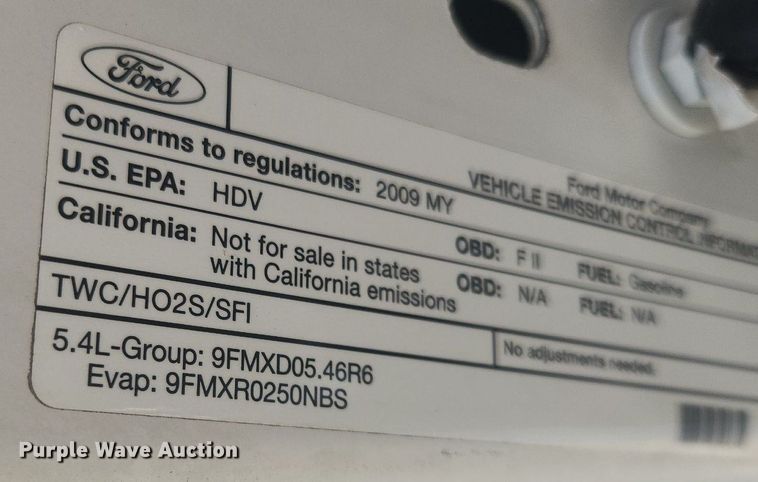 Ford
Ford Motor Company
VEHICLE EMISSION CONTROL INFORMAT
Conforms to regulations: 2009 MY
U.S. EPA: HDV OBD: F II FUEL: Gasoline
California: Not for sale in states with California emissions OBD: N/A FUEL: N/A
TWC/HO2S/SFI No adjustments needed.
5.4L-Group: 9FMXD05.46R6
Evap: 9FMXR0250NBS
Purple Wave Auction